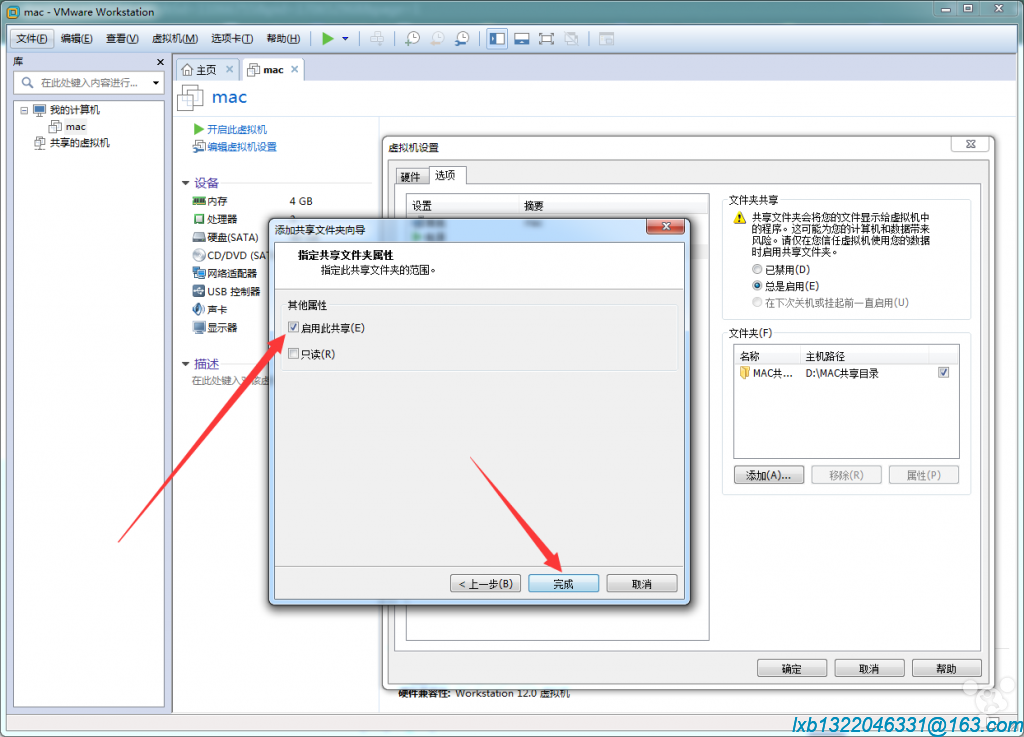 mac - VMware Workstation
文件(F) 编辑(E) 查看(V) 虚拟机(M) 选项卡(T) 帮助(H)
库
在此处键入内容进行...
我的计算机
mac
共享的虚拟机
主页
mac
mac
开启此虚拟机
编辑虚拟机设置
设备
内存 4 GB
处理器
硬盘(SATA)
CD/DVD (SAT
网络适配器
USB 控制器
声卡
显示器
描述
在此处键入
虚拟机设置
硬件 选项
设置 摘要
文件夹共享
共享文件夹会将您的文件显示给虚拟机中
的程序。这可能为您的计算机和数据带来
风险。请仅在您信任虚拟机使用您的数据
时启用共享文件夹。
已禁用(D)
总是启用(E)
在下次关机或挂起前一直启用(U)
文件夹(F)
名称 主机路径
MAC共... D:\MAC共享目录
添加(A)... 移除(R) 属性(P)
确定 取消 帮助
添加共享文件夹向导
指定共享文件夹属性
指定此共享文件夹的范围。
其他属性
启用此共享(E)
只读(R)
< 上一步(B) 完成 取消
硬件兼容性: Workstation 12.0 虚拟机
lxb1322046331@163.com